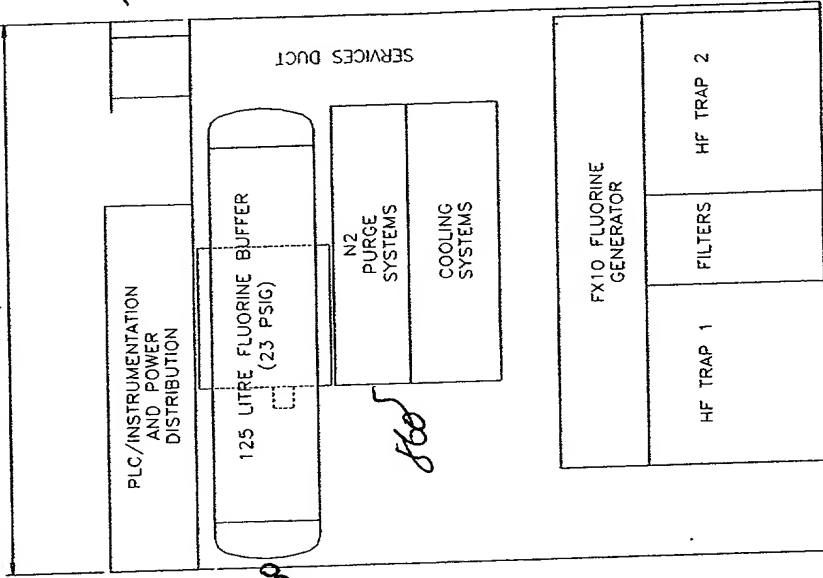 SERVICES DUCT
PLC/INSTRUMENTATION
AND POWER
DISTRIBUTION
125 LITRE FLUORINE BUFFER
(23 PSIG)
N2
PURGE
SYSTEMS
COOLING
SYSTEMS
860
FX10 FLUORINE
GENERATOR
HF TRAP 1
FILTERS
HF TRAP 2